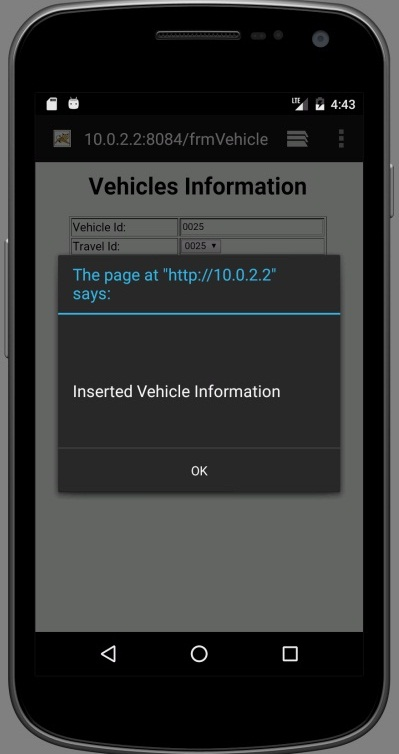 LTE 4:43
10.0.2.2:8084/frmVehicle
Vehicles Information
Vehicle Id: 0025
Travel Id: 0025
The page at "http://10.0.2.2"
says:
Inserted Vehicle Information
OK